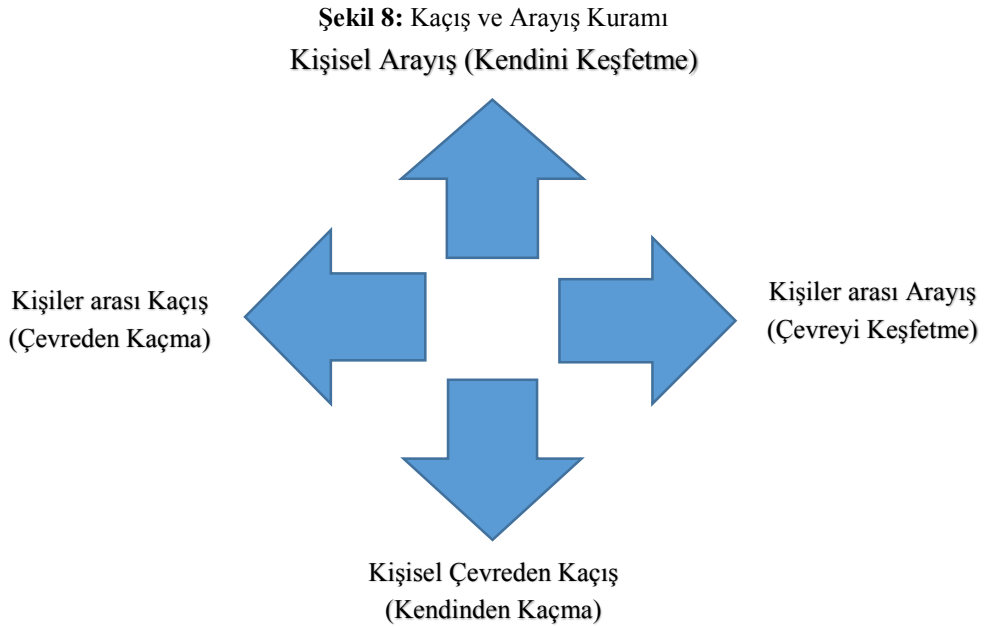 Şekil 8: Kaçış ve Arayış Kuramı
Kişisel Arayış (Kendini Keşfetme)
Kişiler arası Kaçış
(Çevreden Kaçma)
Kişiler arası Arayış
(Çevreyi Keşfetme)
Kişisel Çevreden Kaçış
(Kendinden Kaçma)